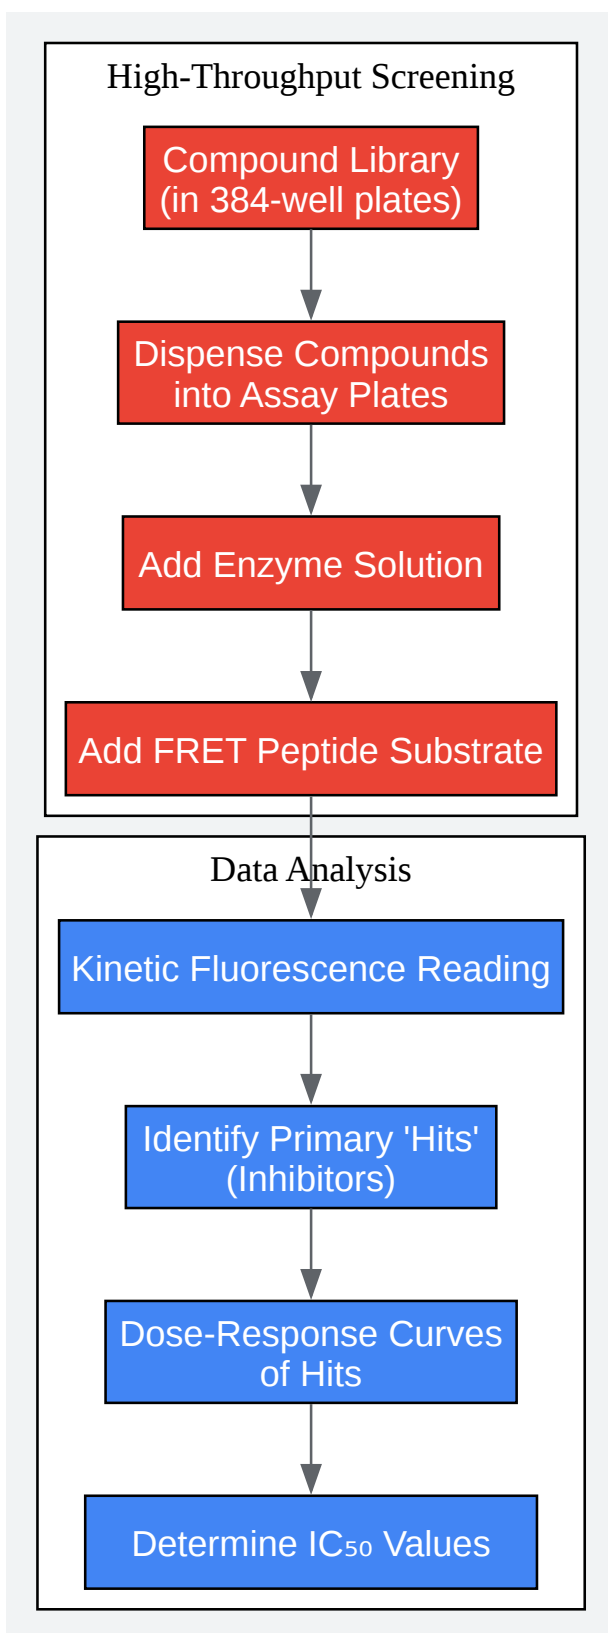 High-Throughput Screening
Compound Library
(in 384-well plates)
Dispense Compounds
into Assay Plates
Add Enzyme Solution
Add FRET Peptide Substrate
Data Analysis
Kinetic Fluorescence Reading
Identify Primary 'Hits'
(Inhibitors)
Dose-Response Curves
of Hits
Determine IC₅₀ Values